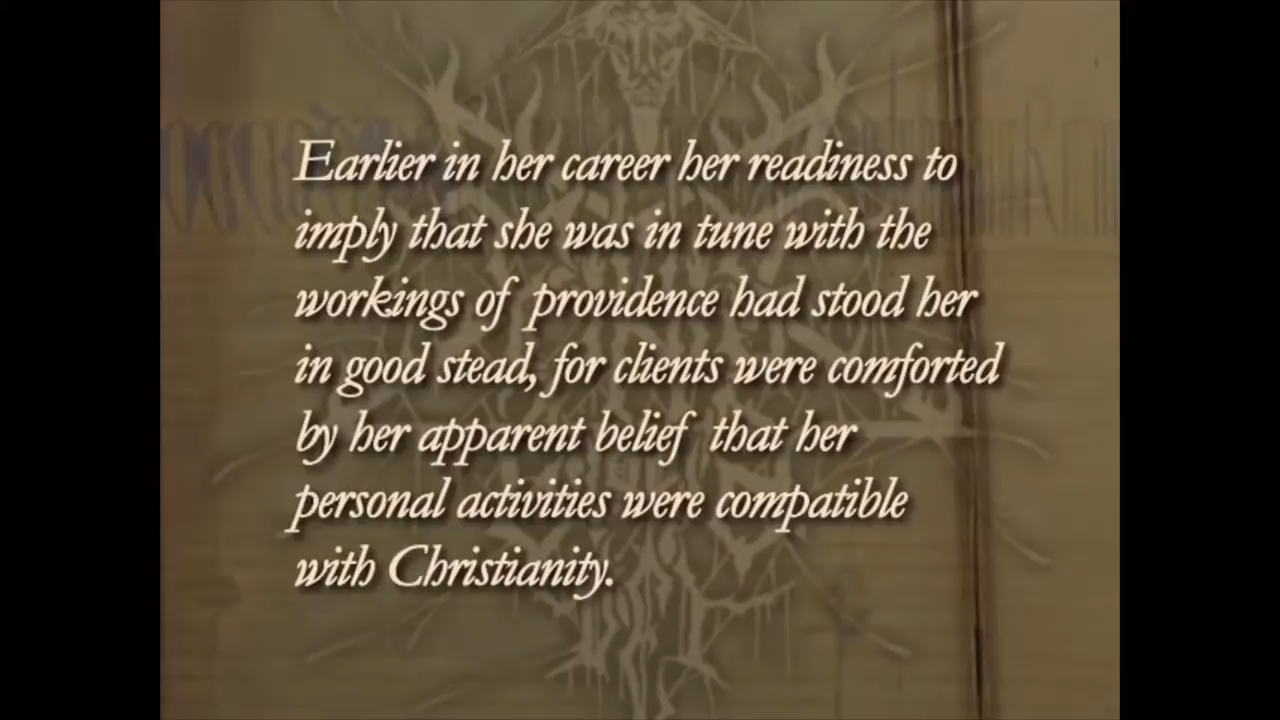 Earlier in her career her readiness to
imply that she was in tune with the
workings of providence had stood her
in good stead, for clients were comforted
by her apparent belief that her
personal activities were compatible
with Christianity.